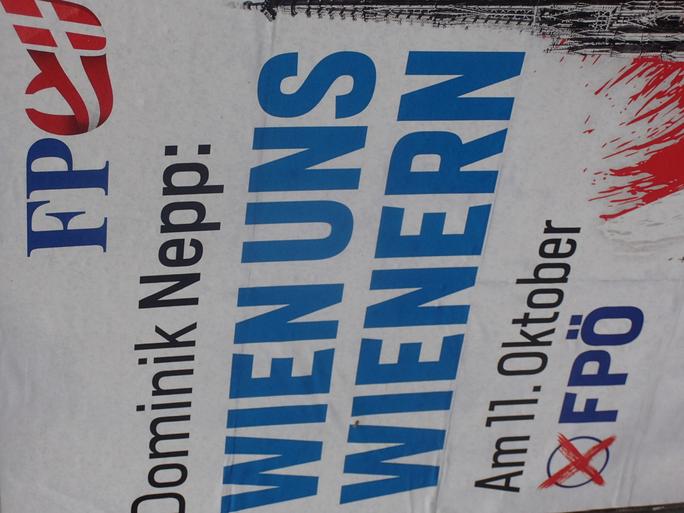 FPÖ
Dominik Nepp:
WIEN UNS
WIENERN
Am 11. Oktober
FPÖ